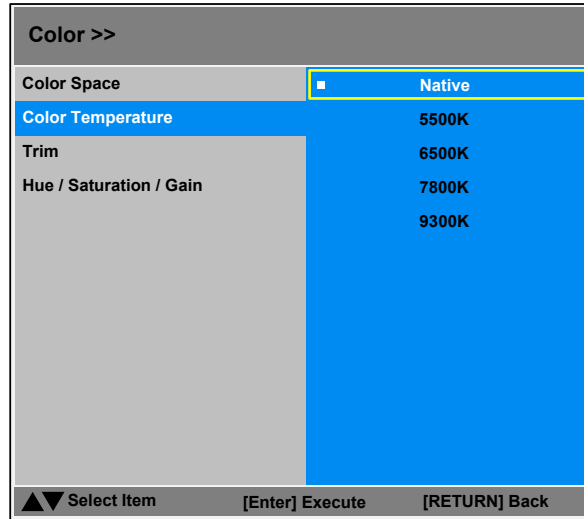 Color >>
Color Space
Native
Color Temperature
5500K
Trim
6500K
Hue / Saturation / Gain
7800K
9300K
Select Item [Enter] Execute [RETURN] Back